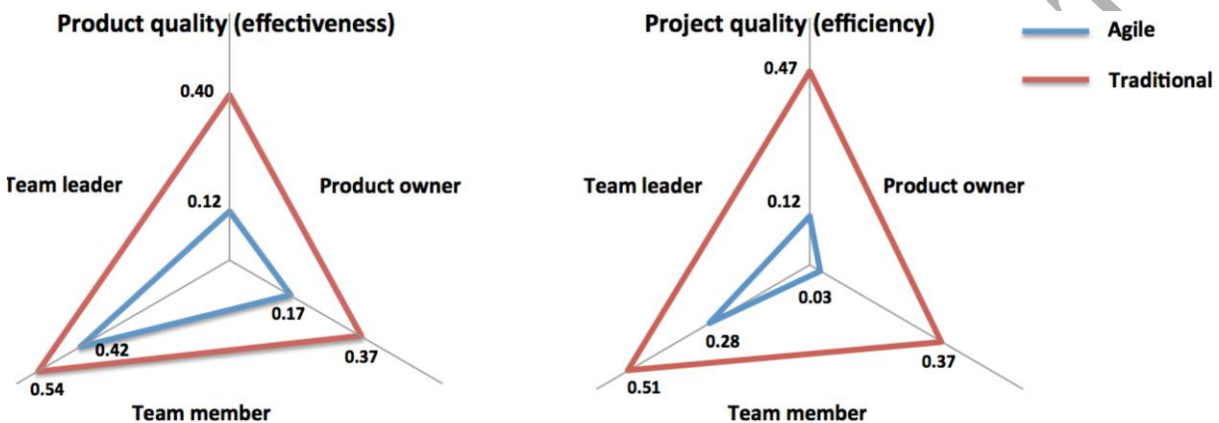 Product quality (effectiveness)
0.40
Team leader
Product owner
0.12
0.17
0.42
0.37
0.54
Team member
Project quality (efficiency)
0.47
Team leader
Product owner
0.12
0.03
0.28
0.37
0.51
Team member
Agile
Traditional